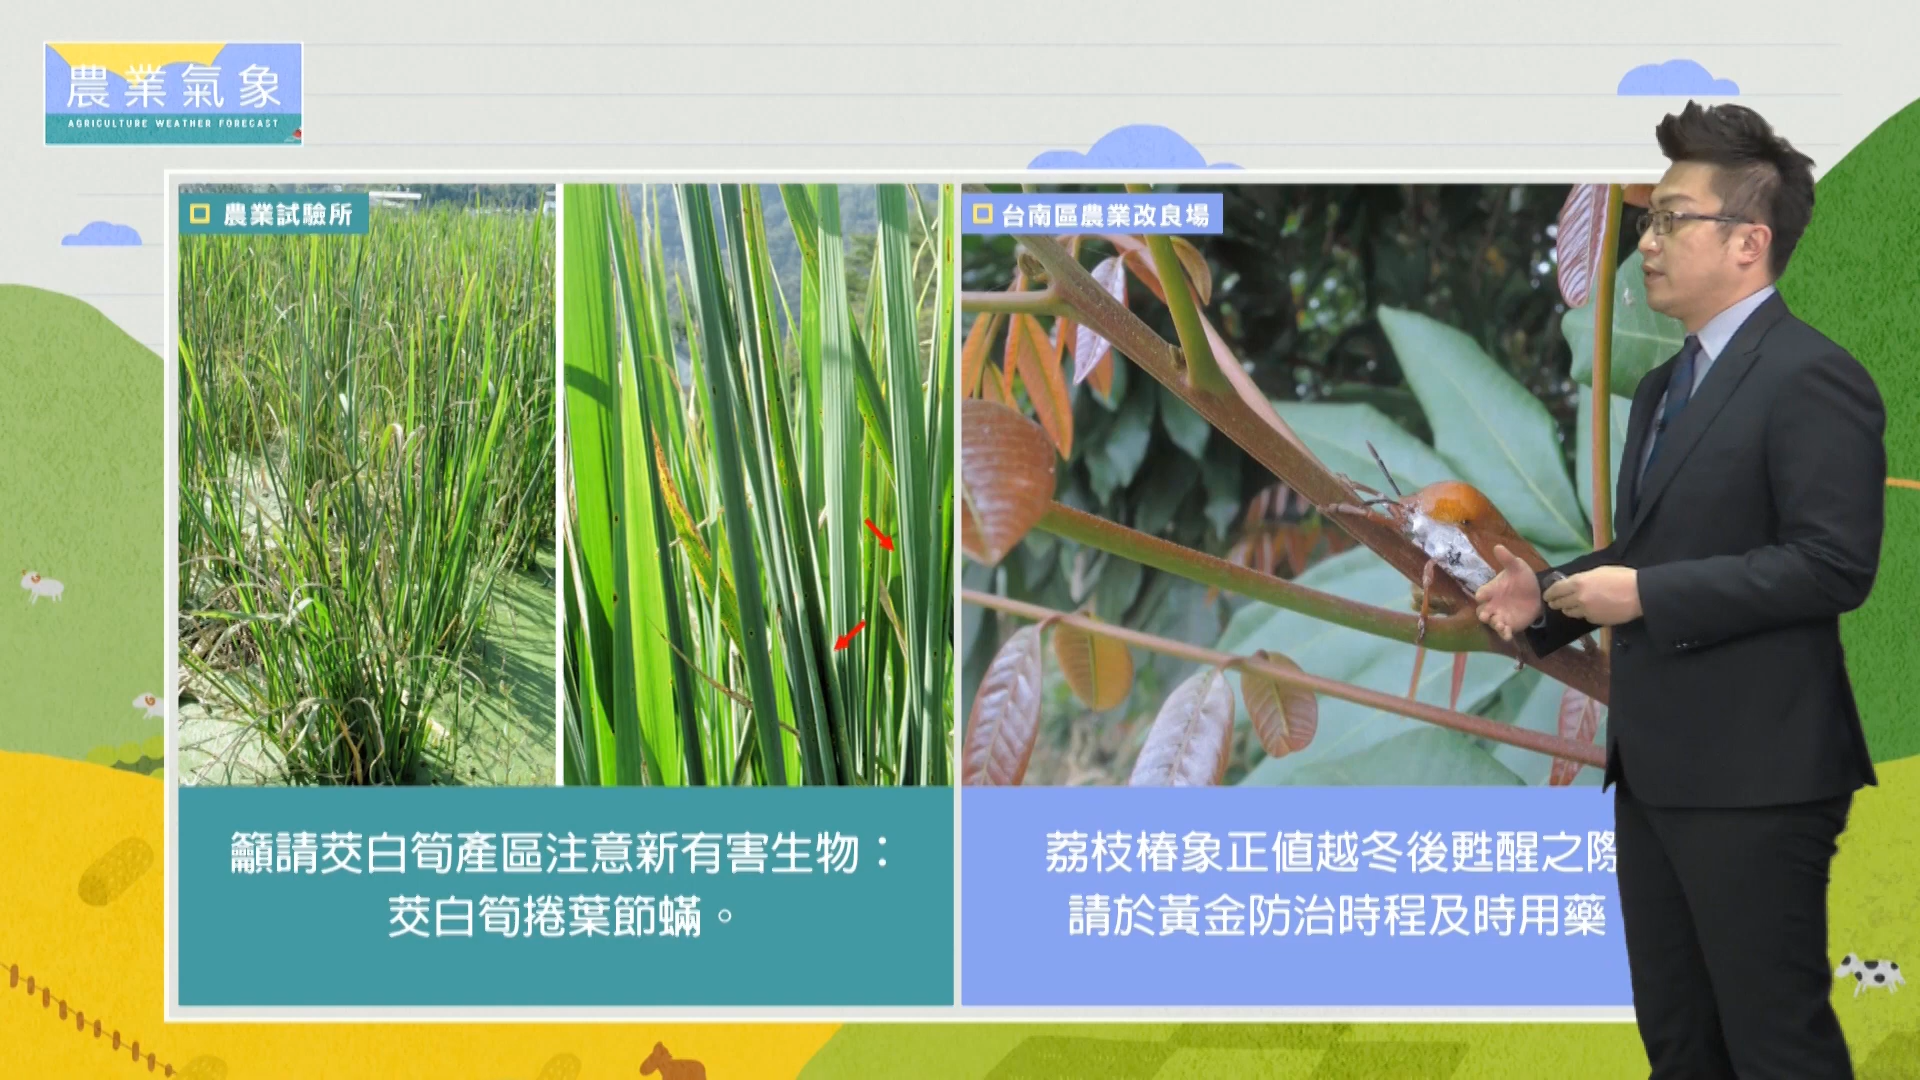 農業氣象
AGRICULTURE WEATHER FORECAST
農業試驗所
台南區農業改良場
籲請茭白筍產區注意新有害生物：
茭白筍捲葉節蟎。
荔枝椿象正值越冬後甦醒之際
請於黃金防治時程及時用藥